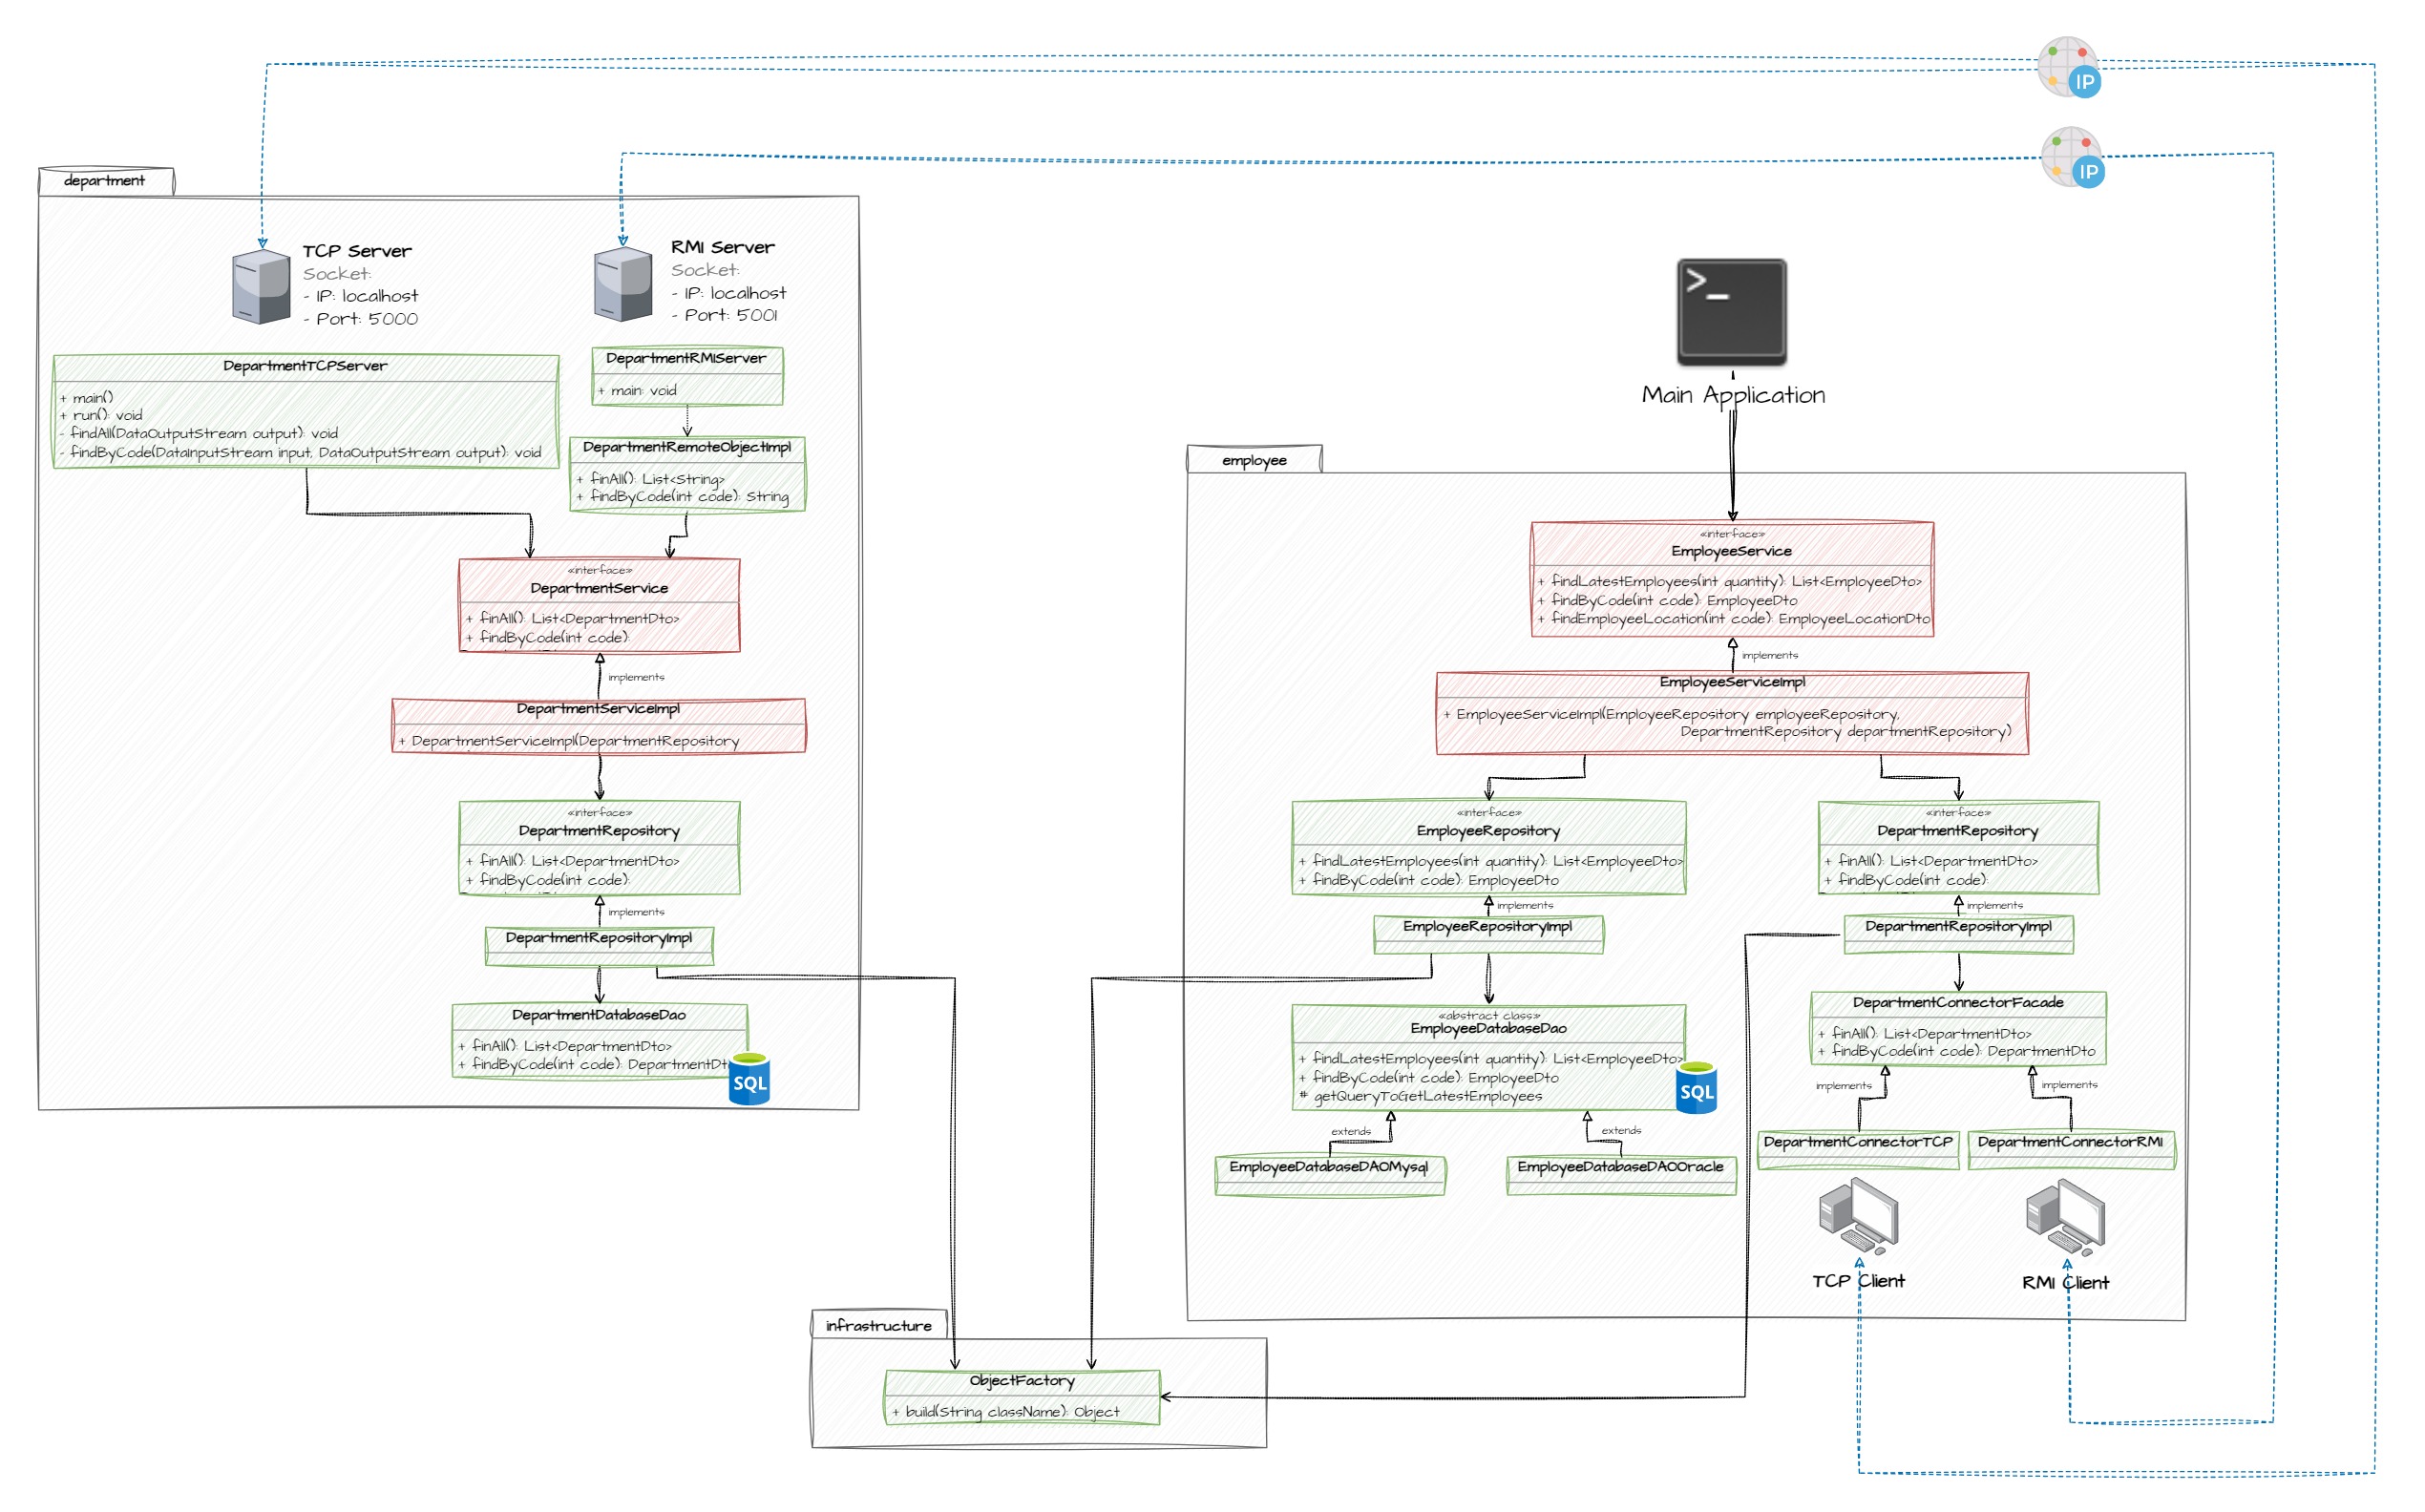 IP
IP
department
TCP Server
Socket:
- IP: localhost
- Port: 5000
RMI Server
Socket:
- IP: localhost
- Port: 5001
DepartmentTCPServer
+ main()
+ run(): void
- findAll(DataOutputStream output): void
- findByCode(DataInputStream input, DataOutputStream output): void
DepartmentRMIServer
+ main: void
DepartmentRemoteObjectImpl
+ finAll(): List<String>
+ findByCode(int code): String
«interface»
DepartmentService
+ finAll(): List<DepartmentDto>
+ findByCode(int code):
implements
DepartmentServiceImpl
+ DepartmentServiceImpl(DepartmentRepository
«interface»
DepartmentRepository
+ finAll(): List<DepartmentDto>
+ findByCode(int code):
implements
DepartmentRepositoryImpl
DepartmentDatabaseDao
+ finAll(): List<DepartmentDto>
+ findByCode(int code): DepartmentDt
SQL
>_
Main Application
employee
«interface»
EmployeeService
+ findLatestEmployees(int quantity): List<EmployeeDto>
+ findByCode(int code): EmployeeDto
+ findEmployeeLocation(int code): EmployeeLocationDto
implements
EmployeeServiceImpl
+ EmployeeServiceImpl(EmployeeRepository employeeRepository,
DepartmentRepository departmentRepository)
«interface»
EmployeeRepository
+ findLatestEmployees(int quantity): List<EmployeeDto>
+ findByCode(int code): EmployeeDto
implements
EmployeeRepositoryImpl
«abstract class»
EmployeeDatabaseDao
+ findLatestEmployees(int quantity): List<EmployeeDto>
+ findByCode(int code): EmployeeDto
# getQueryToGetLatestEmployees
SQL
extends
extends
EmployeeDatabaseDAOMysql
EmployeeDatabaseDAOOracle
«interface»
DepartmentRepository
+ finAll(): List<DepartmentDto>
+ findByCode(int code):
implements
DepartmentRepositoryImpl
DepartmentConnectorFacade
+ finAll(): List<DepartmentDto>
+ findByCode(int code): DepartmentDto
implements
implements
DepartmentConnectorTCP
DepartmentConnectorRMI
TCP Client
RMI Client
infrastructure
ObjectFactory
+ build(String className): Object